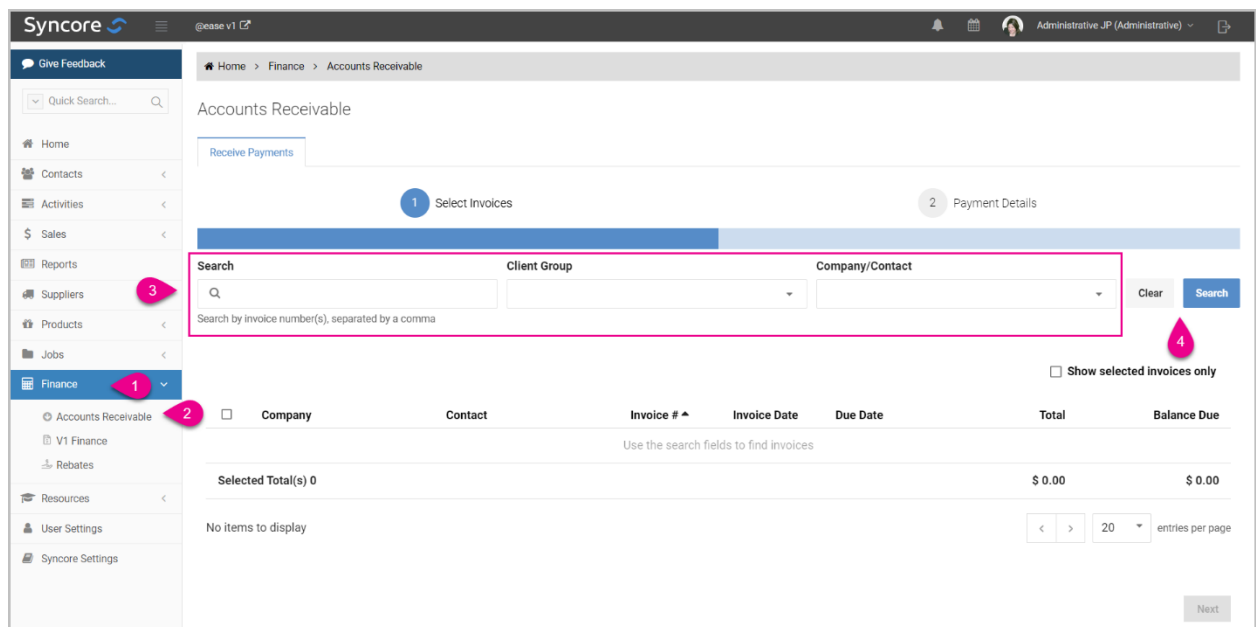 Syncore
@ease v1
Administrative JP (Administrative)
Give Feedback
Quick Search...
Home
Contacts
Activities
Sales
Reports
Suppliers
Products
Jobs
Finance
1
Accounts Receivable
2
V1 Finance
Rebates
Resources
User Settings
Syncore Settings
Home > Finance > Accounts Receivable
Accounts Receivable
Receive Payments
1 Select Invoices
2 Payment Details
Search Client Group Company/Contact
3
Clear Search
Search by invoice number(s), separated by a comma
4
Show selected invoices only
Company Contact Invoice # Invoice Date Due Date Total Balance Due
Use the search fields to find invoices
Selected Total(s) 0 $ 0.00 $ 0.00
No items to display < > 20 entries per page
Next